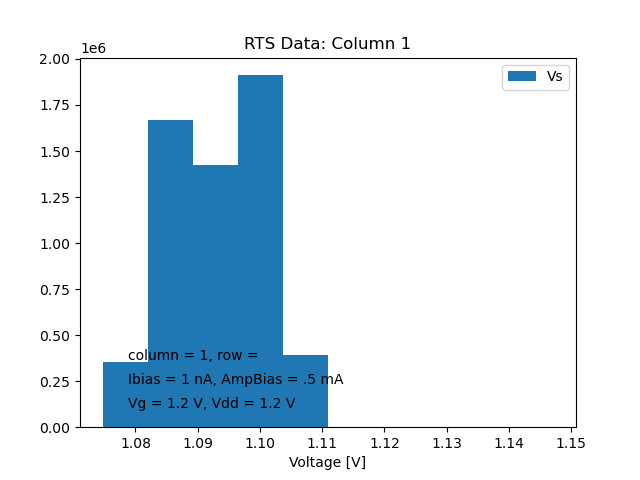 RTS Data: Column 1
1e6
2.00
1.75
1.50
1.25
1.00
0.75
0.50
0.25
0.00
Vs
column = 1, row =
Ibias = 1 nA, AmpBias = .5 mA
Vg = 1.2 V, Vdd = 1.2 V
1.08 1.09 1.10 1.11 1.12 1.13 1.14 1.15
Voltage [V]